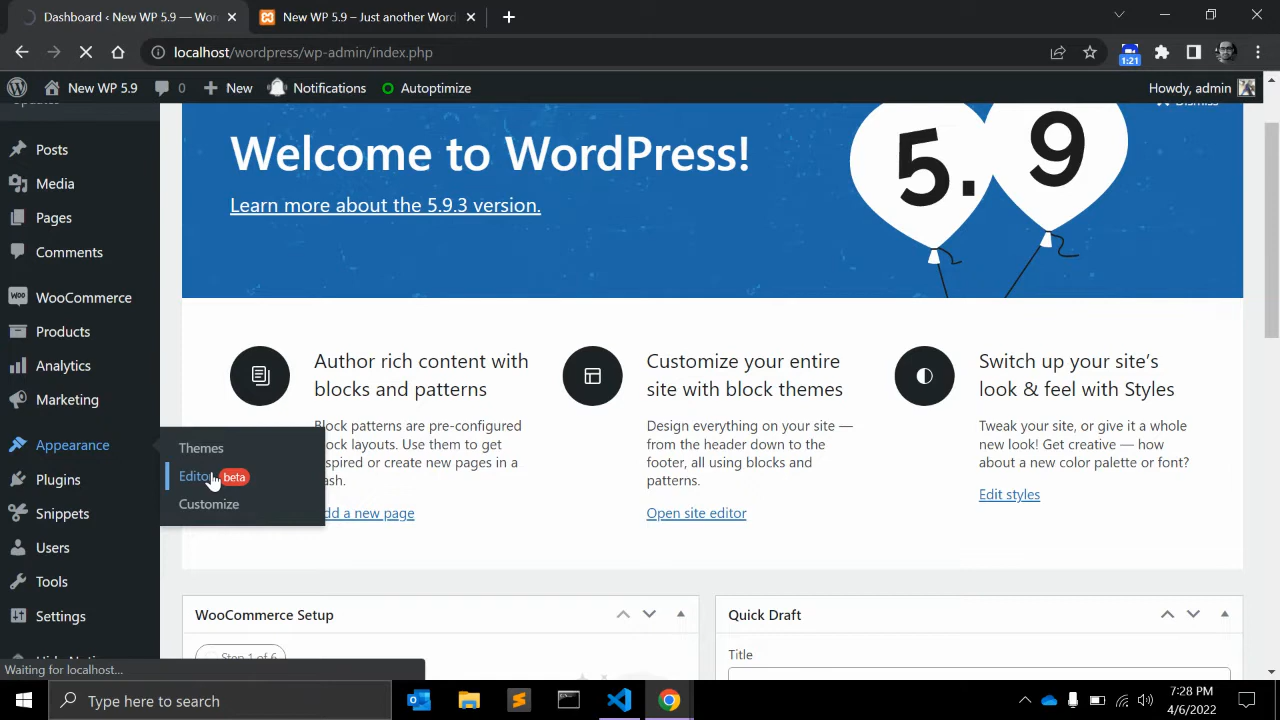 Dashboard ‹ New WP 5.9 —
New WP 5.9 – Just another Word
localhost/wordpress/wp-admin/index.php
1:21
New WP 5.9
0
New
Notifications
Autoptimize
Howdy, admin
Updates
Dismiss
Posts
Media
Pages
Comments
WooCommerce
Products
Analytics
Marketing
Appearance
Plugins
Snippets
Users
Tools
Settings
Themes
Editor beta
Customize
Welcome to WordPress!
Learn more about the 5.9.3 version.
5.9
Author rich content with
blocks and patterns
Block patterns are pre-configured
block layouts. Use them to get
inspired or create new pages in a
flash.
Add a new page
Customize your entire
site with block themes
Design everything on your site —
from the header down to the
footer, all using blocks and
patterns.
Open site editor
Switch up your site's
look & feel with Styles
Tweak your site, or give it a whole
new look! Get creative — how
about a new color palette or font?
Edit styles
WooCommerce Setup
Step 1 of 6
Quick Draft
Title
Waiting for localhost...
Type here to search
7:28 PM
4/6/2022